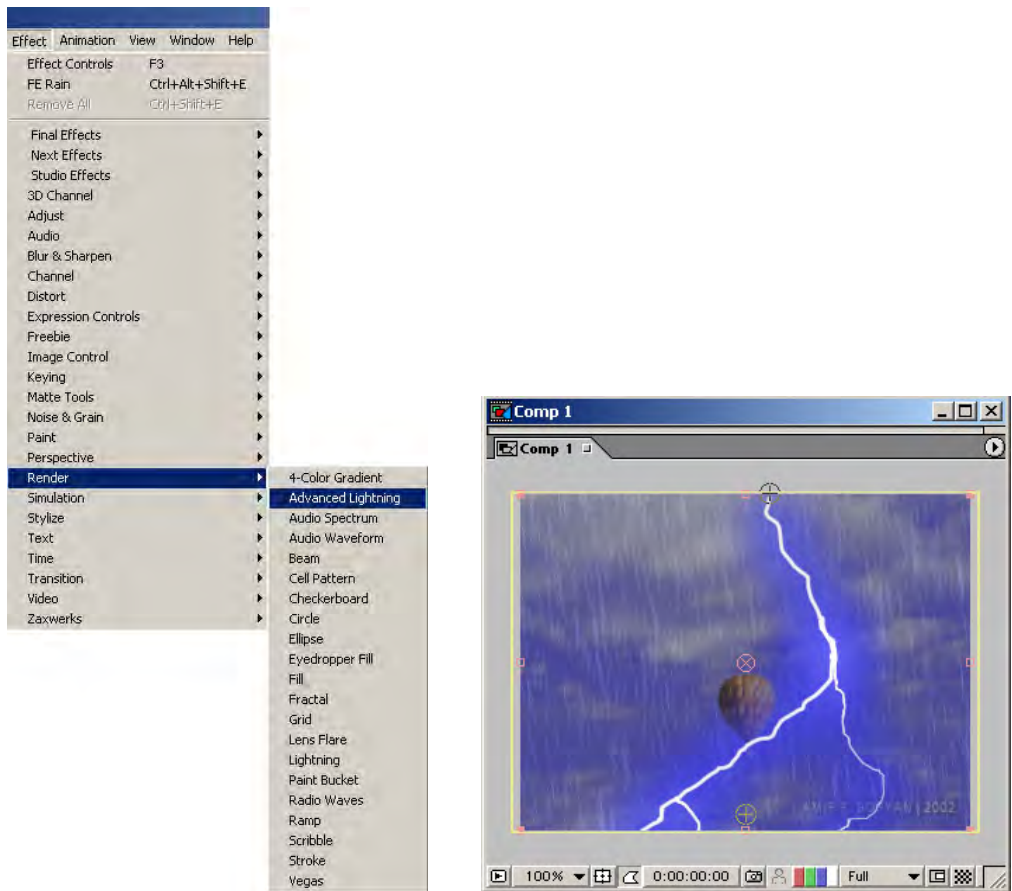 Effect Animation View Window Help
Effect Controls F3
FE Rain Ctrl+Alt+Shift+E
Remove All Ctrl+Shift+E
Final Effects
Next Effects
Studio Effects
3D Channel
Adjust
Audio
Blur & Sharpen
Channel
Distort
Expression Controls
Freebie
Image Control
Keying
Matte Tools
Noise & Grain
Paint
Perspective
Render
Simulation
Stylize
Text
Time
Transition
Video
Zaxwerks
4-Color Gradient
Advanced Lightning
Audio Spectrum
Audio Waveform
Beam
Cell Pattern
Checkerboard
Circle
Ellipse
Eyedropper Fill
Fill
Fractal
Grid
Lens Flare
Lightning
Paint Bucket
Radio Waves
Ramp
Scribble
Stroke
Vegas
Comp 1
Comp 1
| 2002
100% 0:00:00:00 Full